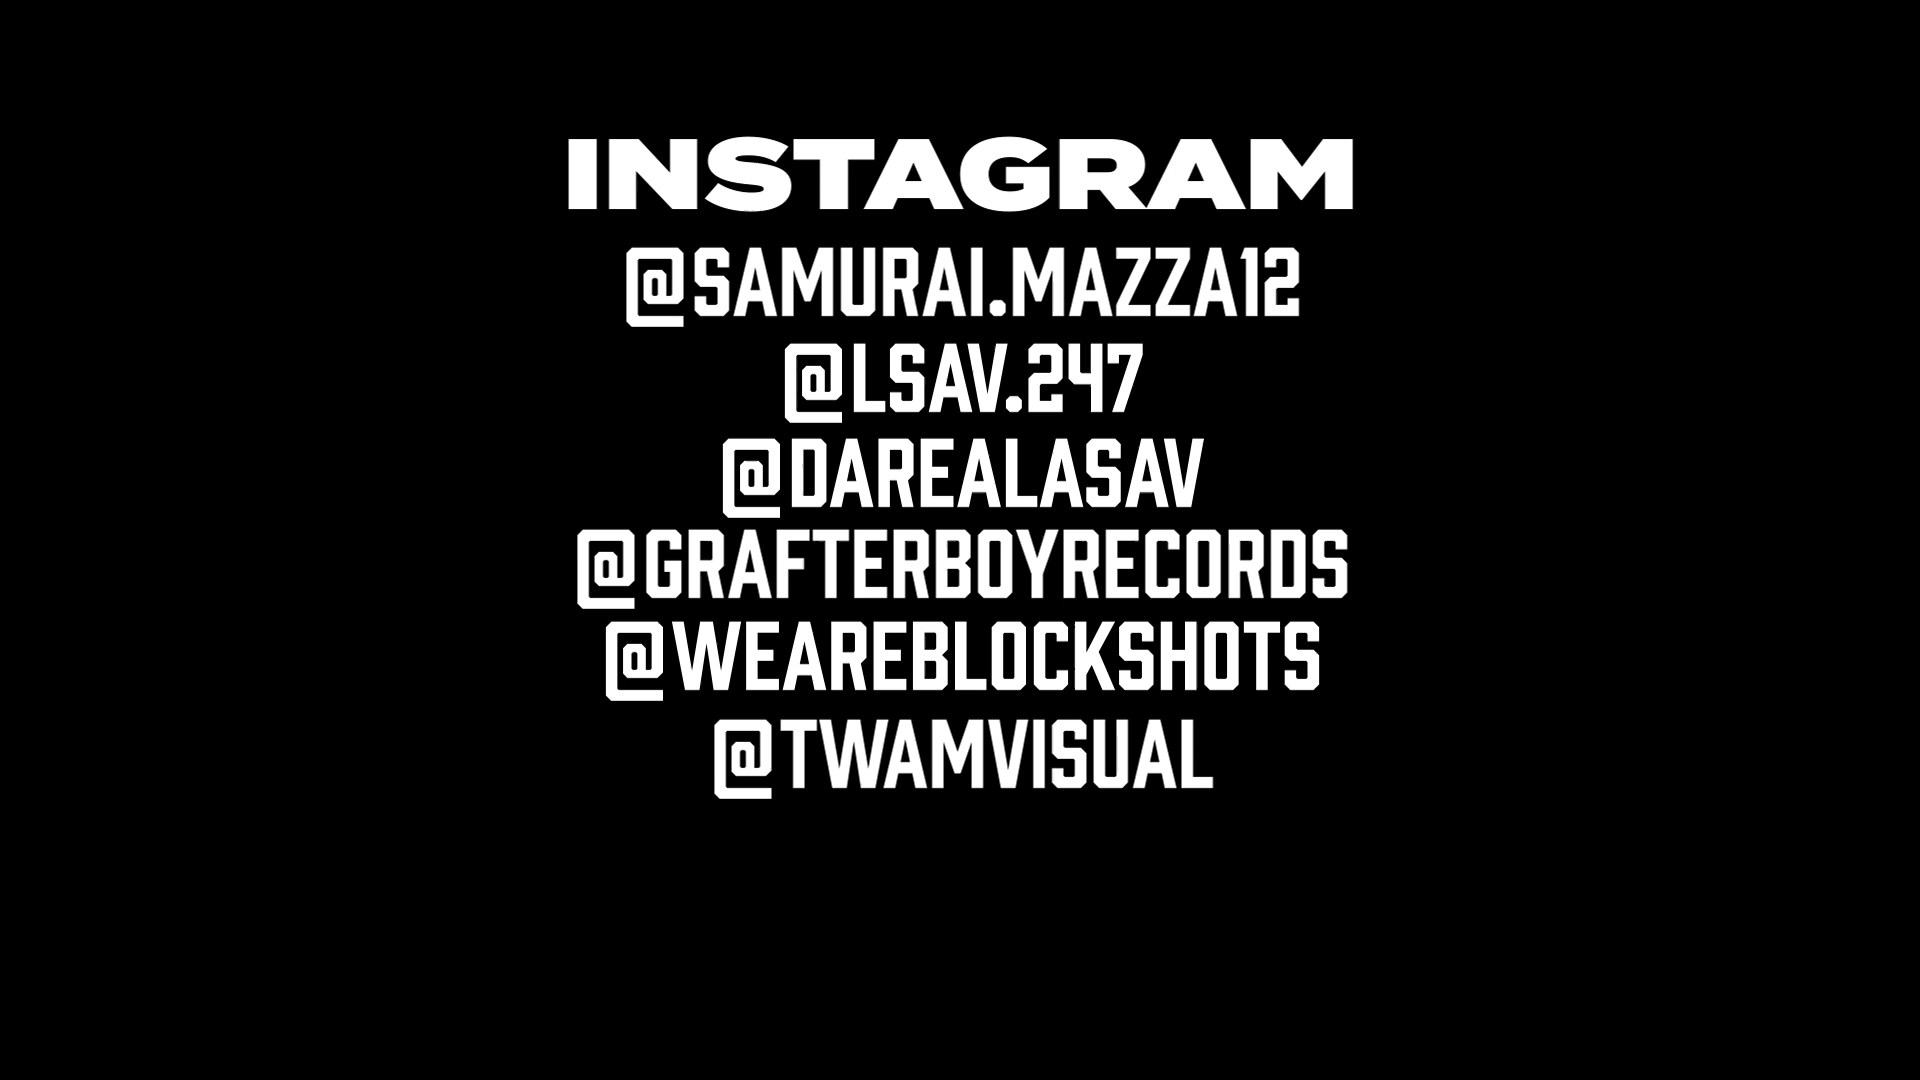 INSTAGRAM
@SAMURAI.MAZZA12
@LSAV.247
@DAREALASAV
@GRAFTERBOYRECORDS
@WEAREBLOCKSHOTS
@TWAMVISUAL